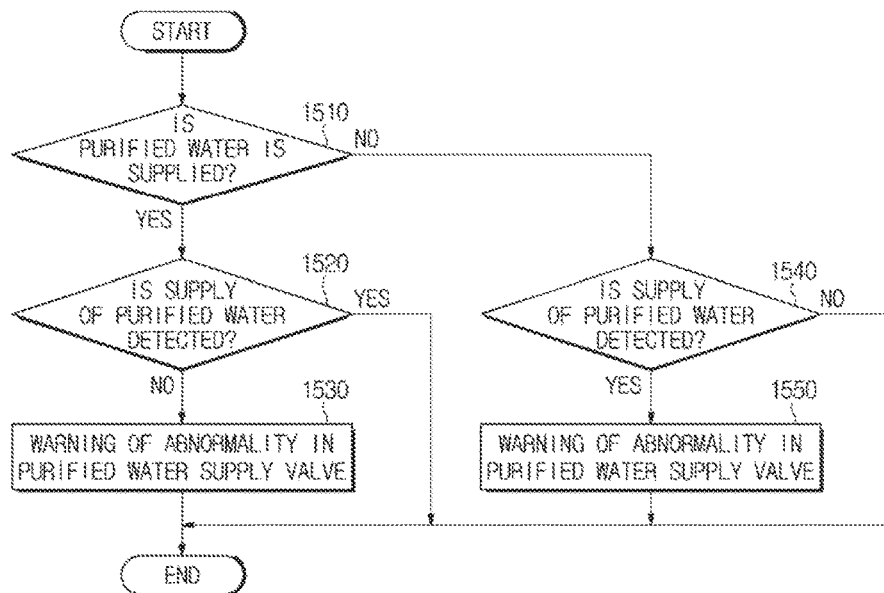 START
1510
IS
PURIFIED WATER IS
SUPPLIED?
NO
YES
1520
IS SUPPLY
OF PURIFIED WATER
DETECTED?
YES
NO
1540
IS SUPPLY
OF PURIFIED WATER
DETECTED?
NO
YES
1530
WARNING OF ABNORMALITY IN
PURIFIED WATER SUPPLY VALVE
1550
WARNING OF ABNORMALITY IN
PURIFIED WATER SUPPLY VALVE
END